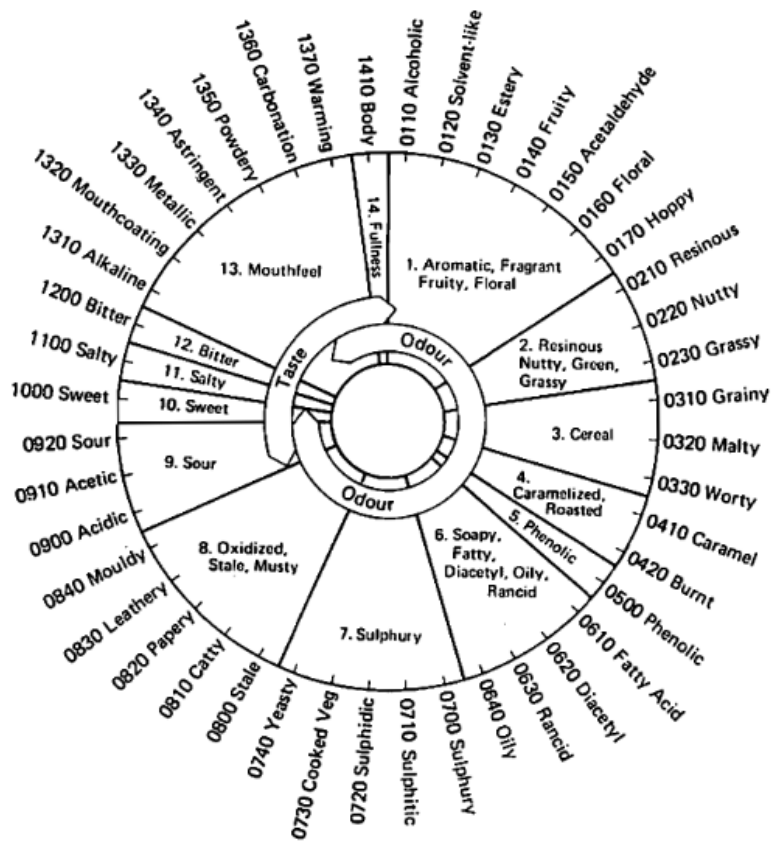 0110 Alcoholic
0120 Solvent-like
0130 Estery
0140 Fruity
0150 Acetaldehyde
0160 Floral
0170 Hoppy
0210 Resinous
0220 Nutty
0230 Grassy
0310 Grainy
0320 Malty
0330 Worty
0410 Caramel
0420 Burnt
0500 Phenolic
0610 Fatty Acid
0620 Diacetyl
0630 Rancid
0640 Oily
0700 Sulphury
0710 Sulphitic
0720 Sulphidic
0730 Cooked Veg
0740 Yeasty
0800 Stale
0810 Catty
0820 Papery
0830 Leathery
0840 Mouldy
0900 Acidic
0910 Acetic
0920 Sour
1000 Sweet
1100 Salty
1200 Bitter
1310 Alkaline
1320 Mouthcoating
1330 Metallic
1340 Astringent
1350 Powdery
1360 Carbonation
1370 Warming
1410 Body
1. Aromatic, Fragrant
Fruity, Floral
2. Resinous
Nutty, Green,
Grassy
3. Cereal
4.
Caramelized,
Roasted
5. Phenolic
6. Soapy,
Fatty,
Diacetyl, Oily,
Rancid
7. Sulphury
8. Oxidized,
Stale, Musty
9. Sour
10. Sweet
11. Salty
12. Bitter
13. Mouthfeel
14. Fullness
Odour
Taste
Odour